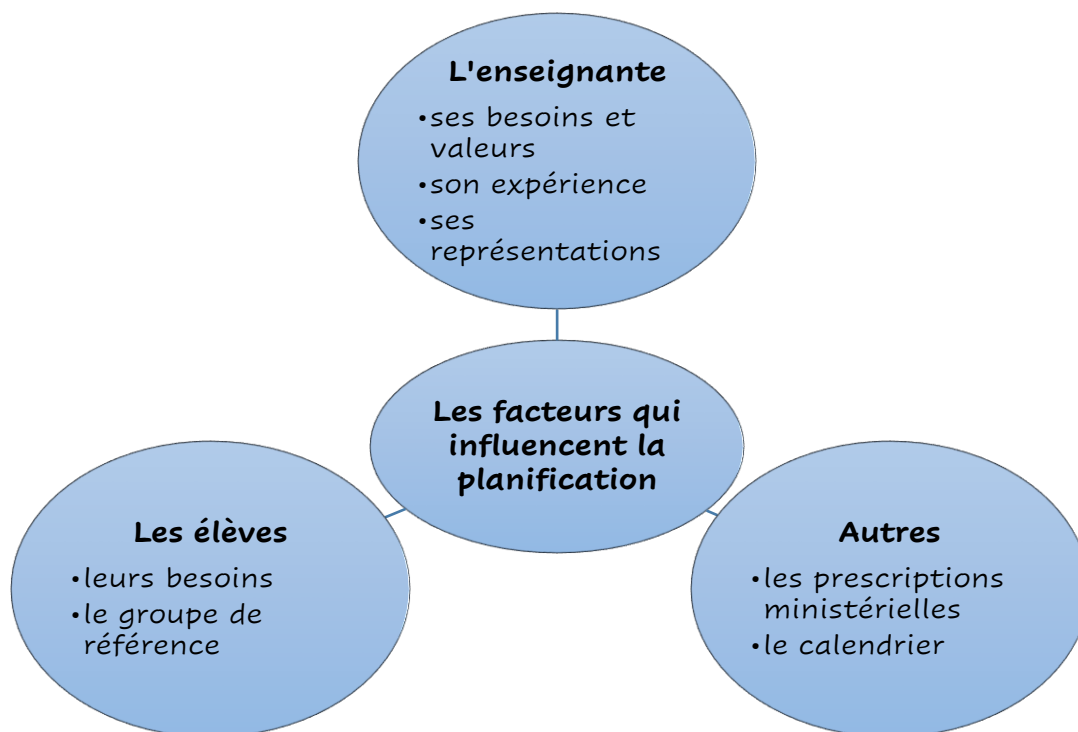 L'enseignante
•ses besoins et
valeurs
•son expérience
•ses
représentations
Les facteurs qui
influencent la
planification
Les élèves
•leurs besoins
•le groupe de
référence
Autres
•les prescriptions
ministérielles
•le calendrier